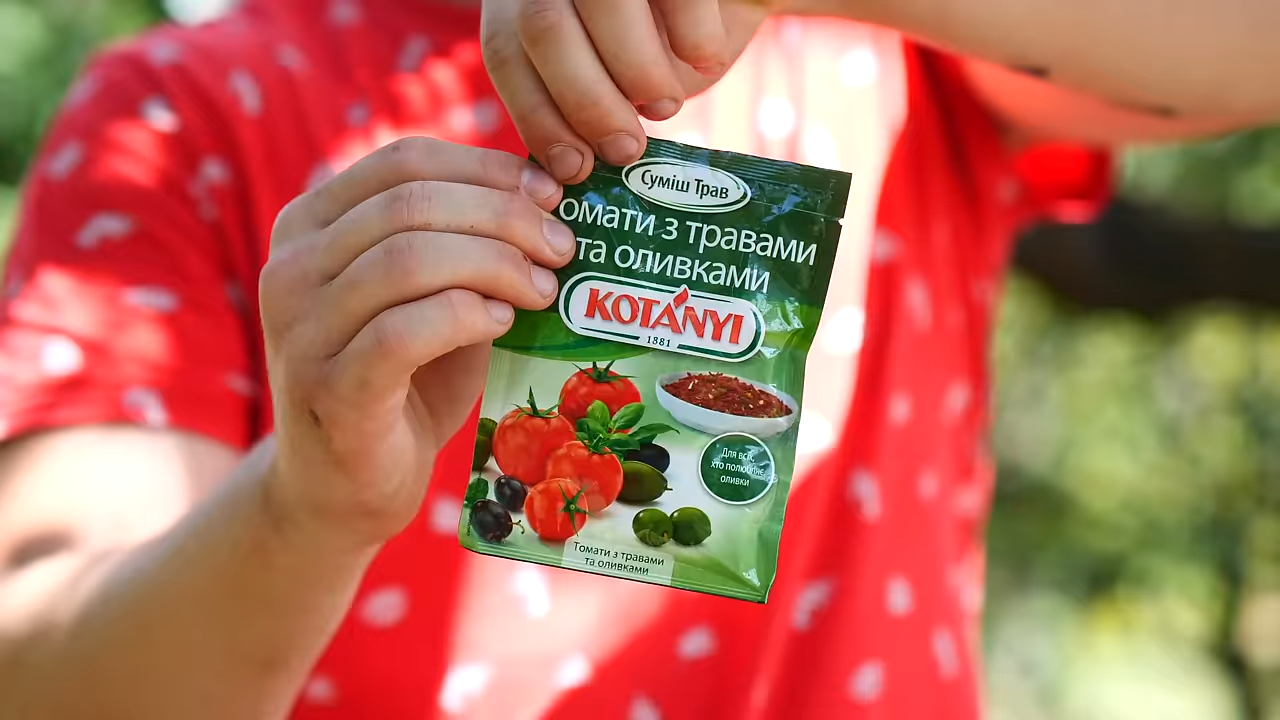 Суміш Трав
омати з травами
та оливками
KOTÁNYI
1881
Для всіх,
хто полюбляє
оливки
Томати з травами
та оливками